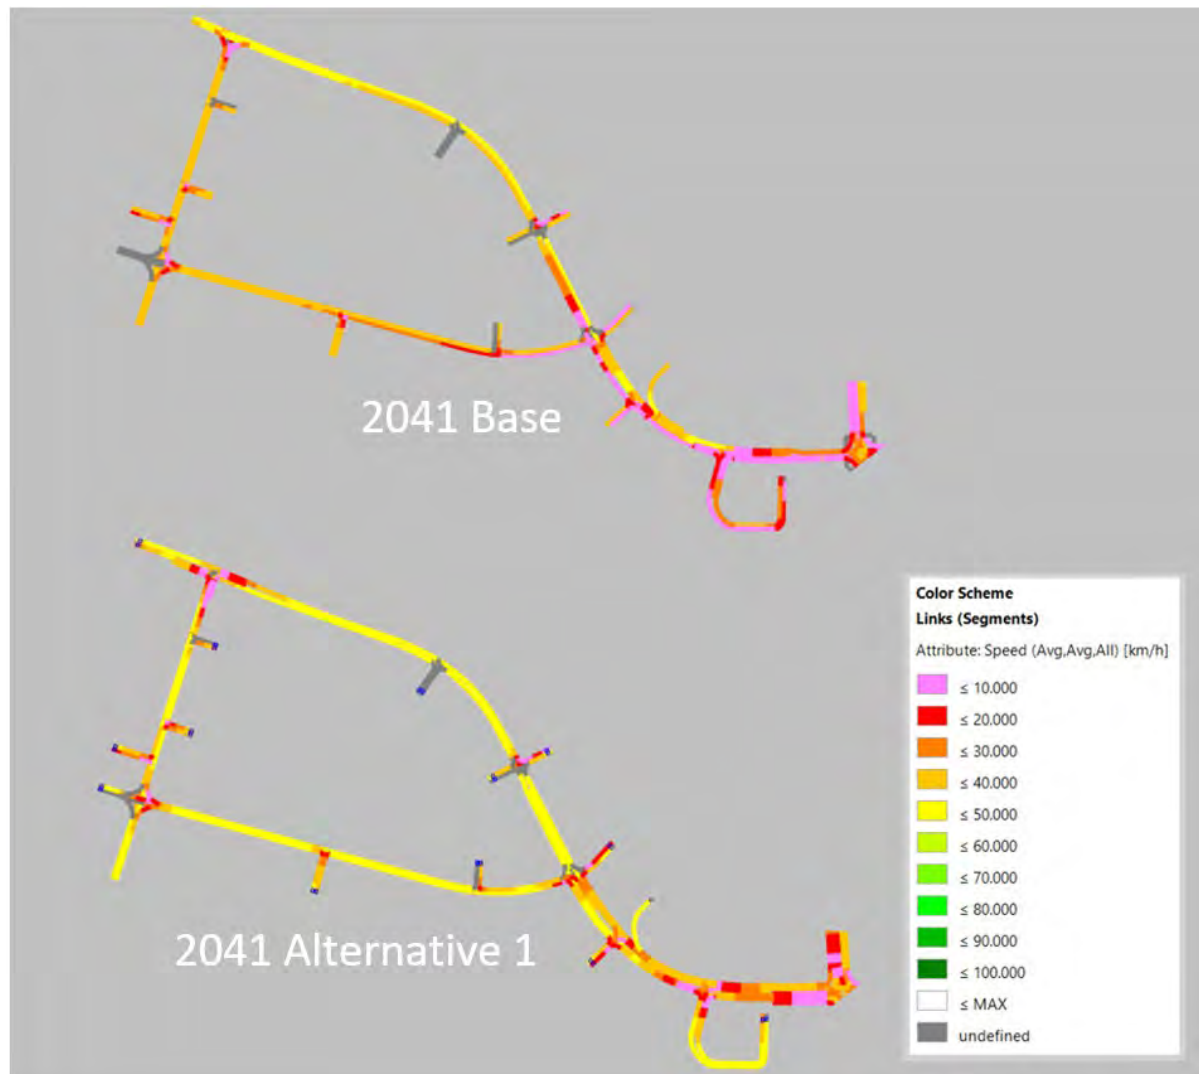 2041 Base
2041 Alternative 1
Color Scheme
Links (Segments)
Attribute: Speed (Avg,Avg,All) [km/h]
≤ 10.000
≤ 20.000
≤ 30.000
≤ 40.000
≤ 50.000
≤ 60.000
≤ 70.000
≤ 80.000
≤ 90.000
≤ 100.000
≤ MAX
undefined